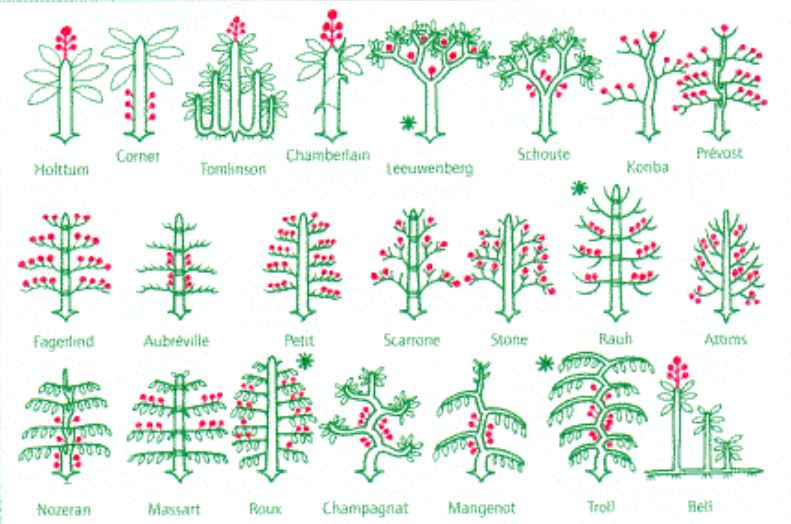 Holttum
Corner
Tomlinson
Chamberlain
Leeuwenberg
Schoute
Koriba
Prévost
Fagerlind
Aubréville
Petit
Scarrone
Stone
Rauh
Attims
Nozeran
Massart
Roux
Champagnat
Mangenot
Troll
Bell